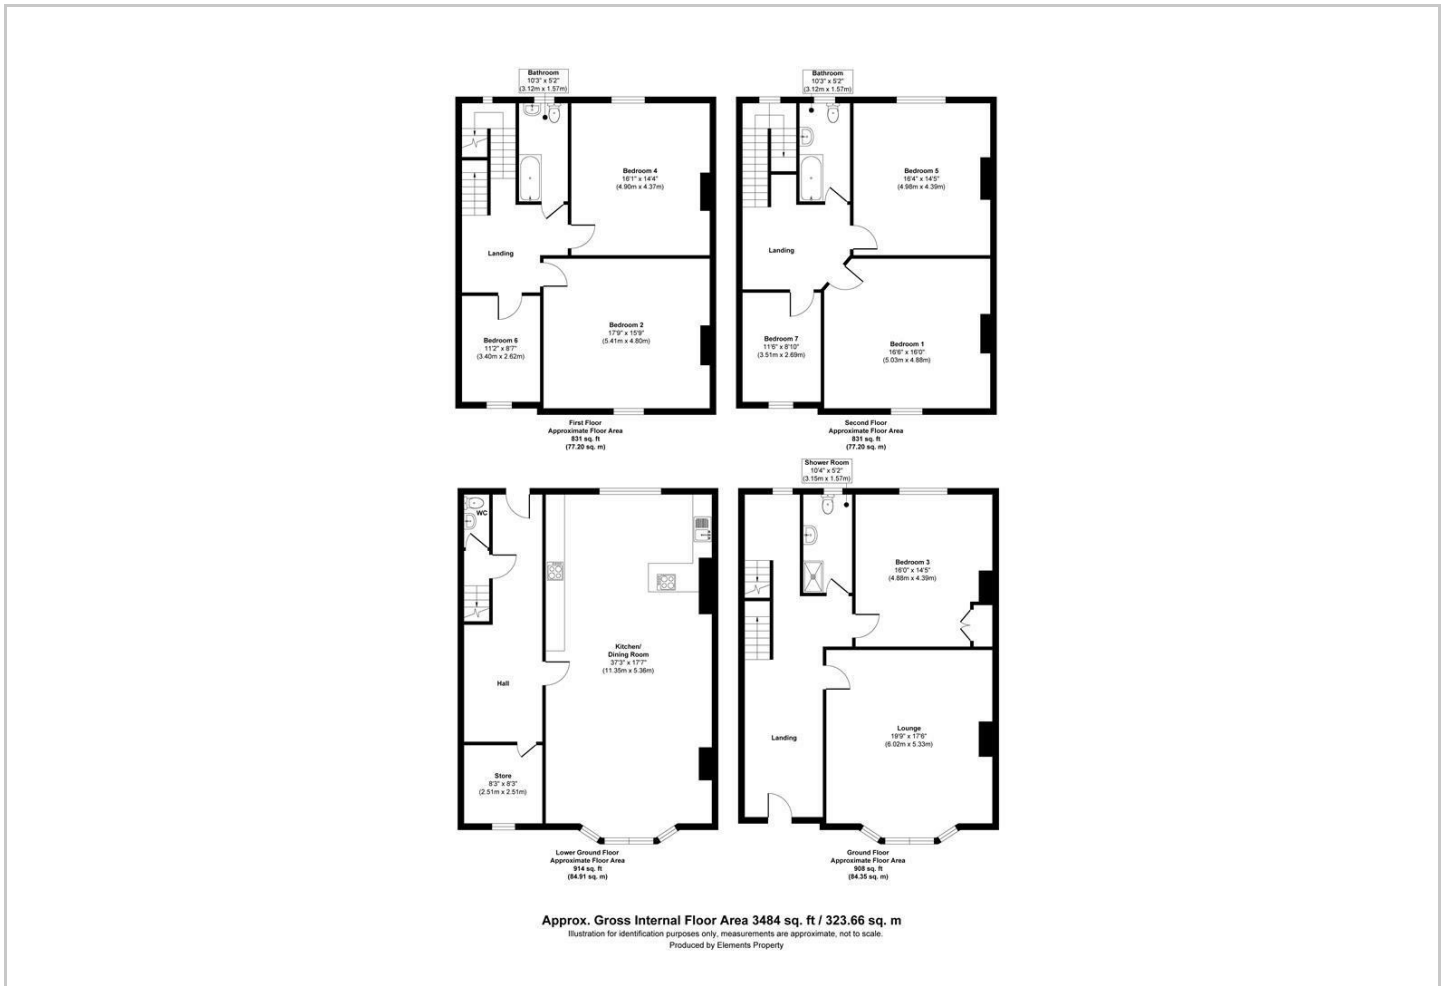 Bathroom
10'3" x 5'2"
(3.12m x 1.57m)
Bedroom 4
16'1" x 14'4"
(4.90m x 4.37m)
Landing
Bedroom 2
17'9" x 15'9"
(5.41m x 4.80m)
Bedroom 6
11'2" x 8'7"
(3.40m x 2.62m)
First Floor
Approximate Floor Area
831 sq. ft
(77.20 sq. m)
Bathroom
10'3" x 5'2"
(3.12m x 1.57m)
Bedroom 5
16'4" x 14'5"
(4.98m x 4.39m)
Landing
Bedroom 7
11'6" x 8'10"
(3.51m x 2.69m)
Bedroom 1
16'6" x 16'0"
(5.03m x 4.88m)
Second Floor
Approximate Floor Area
831 sq. ft
(77.20 sq. m)
WC
Kitchen/
Dining Room
37'3" x 17'7"
(11.35m x 5.36m)
Hall
Store
8'3" x 8'3"
(2.51m x 2.51m)
Lower Ground Floor
Approximate Floor Area
914 sq. ft
(84.91 sq. m)
Shower Room
10'4" x 5'2"
(3.15m x 1.57m)
Bedroom 3
16'0" x 14'5"
(4.88m x 4.39m)
Lounge
19'9" x 17'6"
(6.02m x 5.33m)
Landing
Ground Floor
Approximate Floor Area
908 sq. ft
(84.35 sq. m)
Approx. Gross Internal Floor Area 3484 sq. ft / 323.66 sq. m
Illustration for identification purposes only, measurements are approximate, not to scale.
Produced by Elements Property